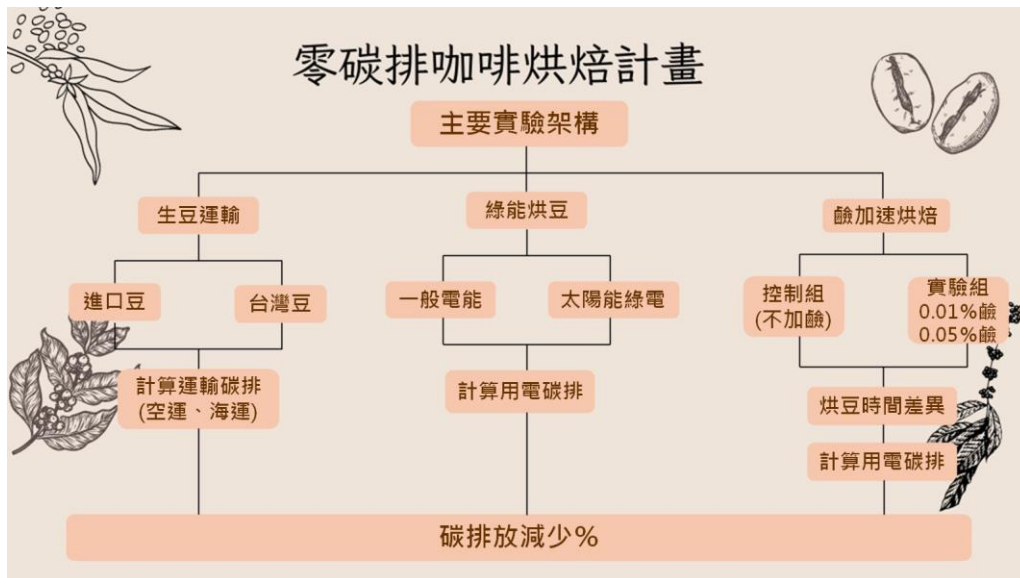 零碳排咖啡烘焙計畫
主要實驗架構
生豆運輸
綠能烘豆
鹼加速烘焙
進口豆
台灣豆
一般電能
太陽能綠電
控制組
(不加鹼)
實驗組
0.01%鹼
0.05%鹼
計算運輸碳排
(空運、海運)
計算用電碳排
烘豆時間差異
計算用電碳排
碳排放減少%